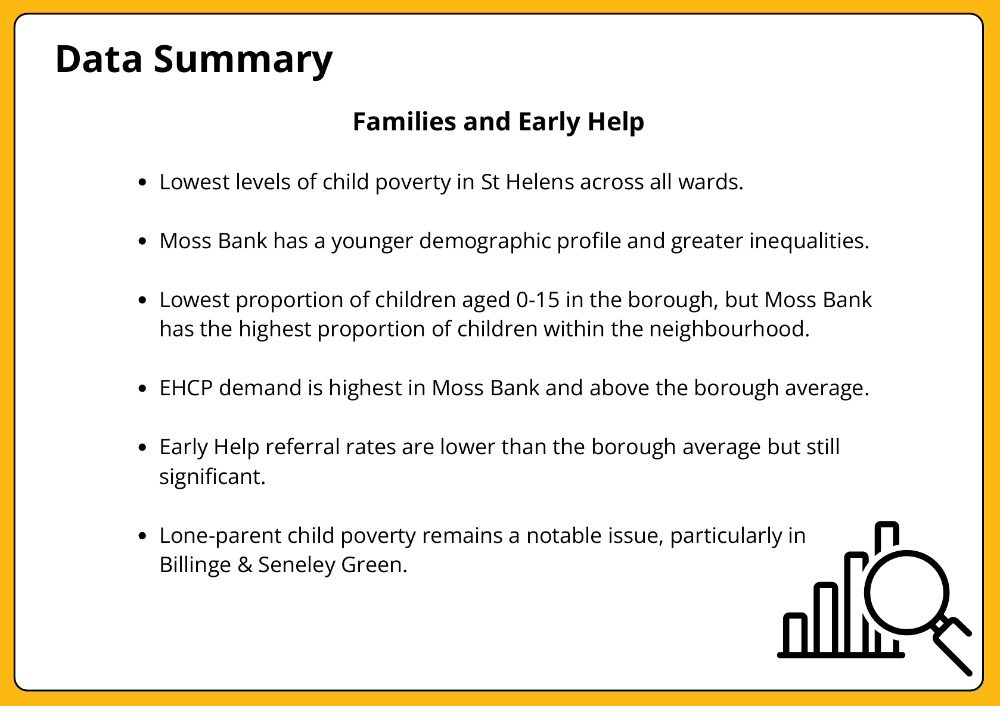 Data Summary
Families and Early Help
• Lowest levels of child poverty in St Helens across all wards.
• Moss Bank has a younger demographic profile and greater inequalities.
• Lowest proportion of children aged 0-15 in the borough, but Moss Bank
has the highest proportion of children within the neighbourhood.
• EHCP demand is highest in Moss Bank and above the borough average.
• Early Help referral rates are lower than the borough average but still
significant.
• Lone-parent child poverty remains a notable issue, particularly in
Billinge & Seneley Green.